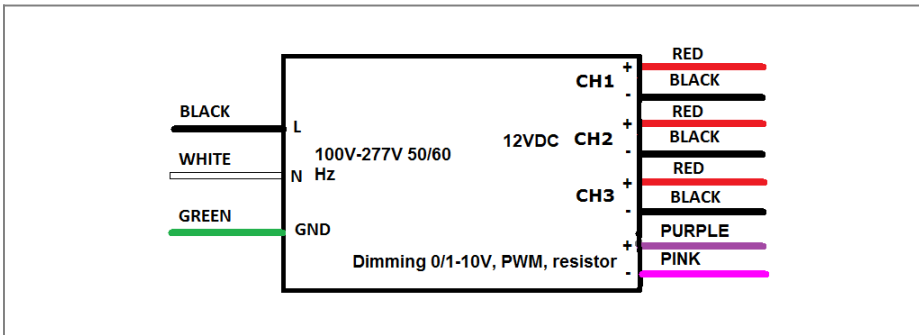 BLACK
L
WHITE
N
100V-277V 50/60
Hz
GREEN
GND
12VDC
CH1
+
-
RED
BLACK
CH2
+
-
RED
BLACK
CH3
+
-
RED
BLACK
Dimming 0/1-10V, PWM, resistor
+
-
PURPLE
PINK